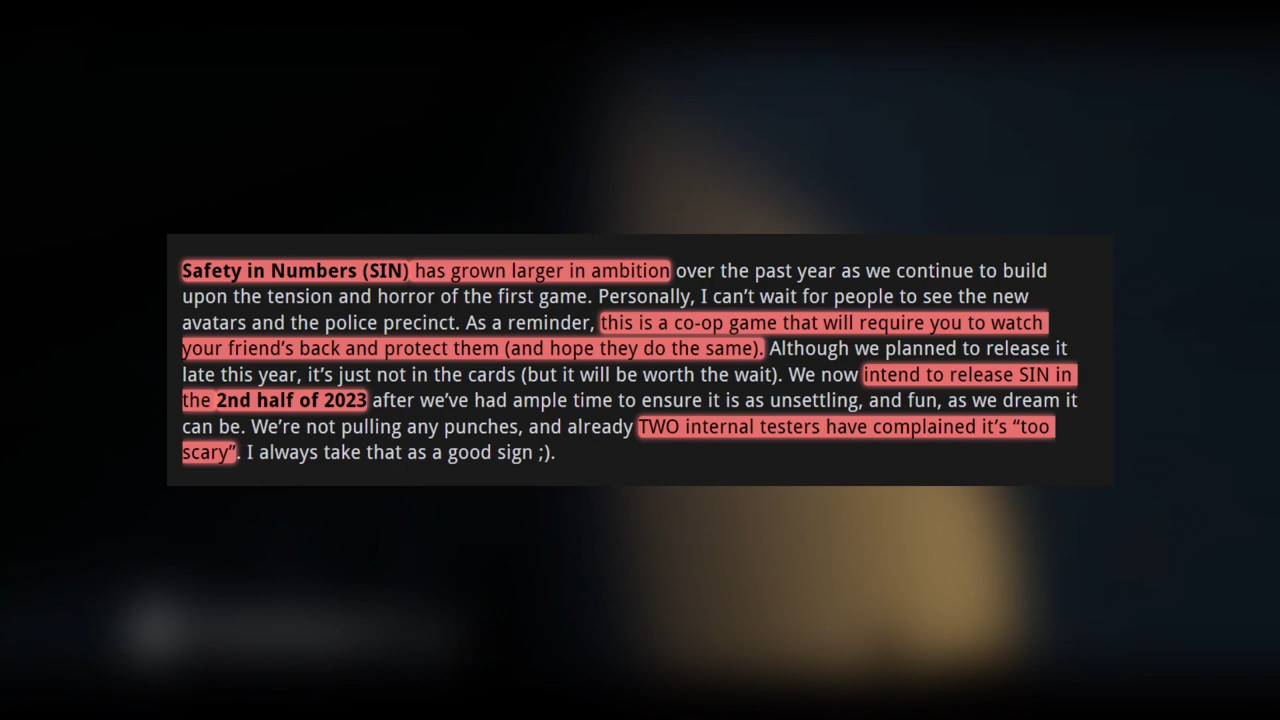 Safety in Numbers (SIN) has grown larger in ambition over the past year as we continue to build
upon the tension and horror of the first game. Personally, I can’t wait for people to see the new
avatars and the police precinct. As a reminder, this is a co-op game that will require you to watch
your friend’s back and protect them (and hope they do the same). Although we planned to release it
late this year, it’s just not in the cards (but it will be worth the wait). We now intend to release SIN in
the 2nd half of 2023 after we’ve had ample time to ensure it is as unsettling, and fun, as we dream it
can be. We’re not pulling any punches, and already TWO internal testers have complained it’s “too
scary”. I always take that as a good sign ;).